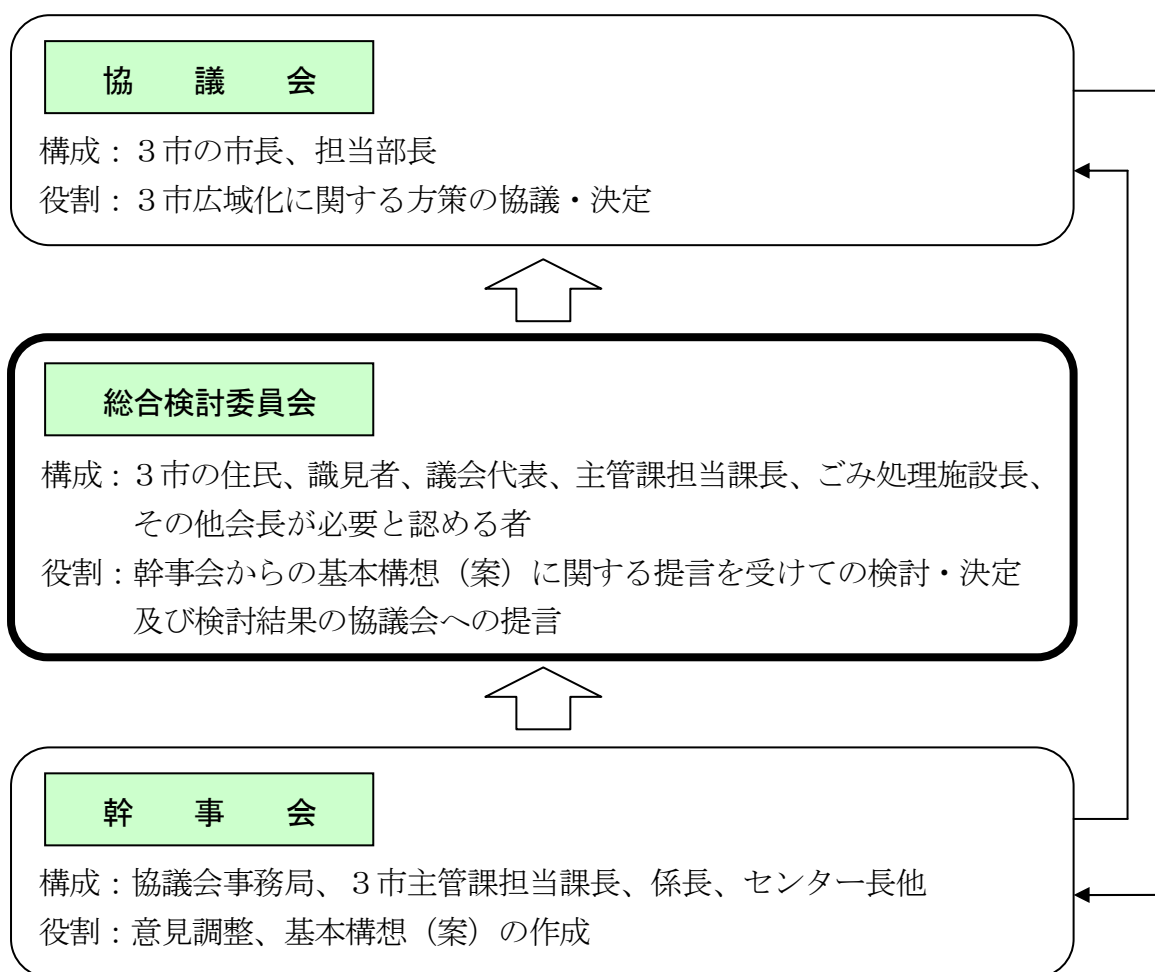 協　議　会
構成：３市の市長、担当部長
役割：３市広域化に関する方策の協議・決定
総合検討委員会
構成：３市の住民、識見者、議会代表、主管課担当課長、ごみ処理施設長、
その他会長が必要と認める者
役割：幹事会からの基本構想（案）に関する提言を受けての検討・決定
及び検討結果の協議会への提言
幹　事　会
構成：協議会事務局、３市主管課担当課長、係長、センター長他
役割：意見調整、基本構想（案）の作成